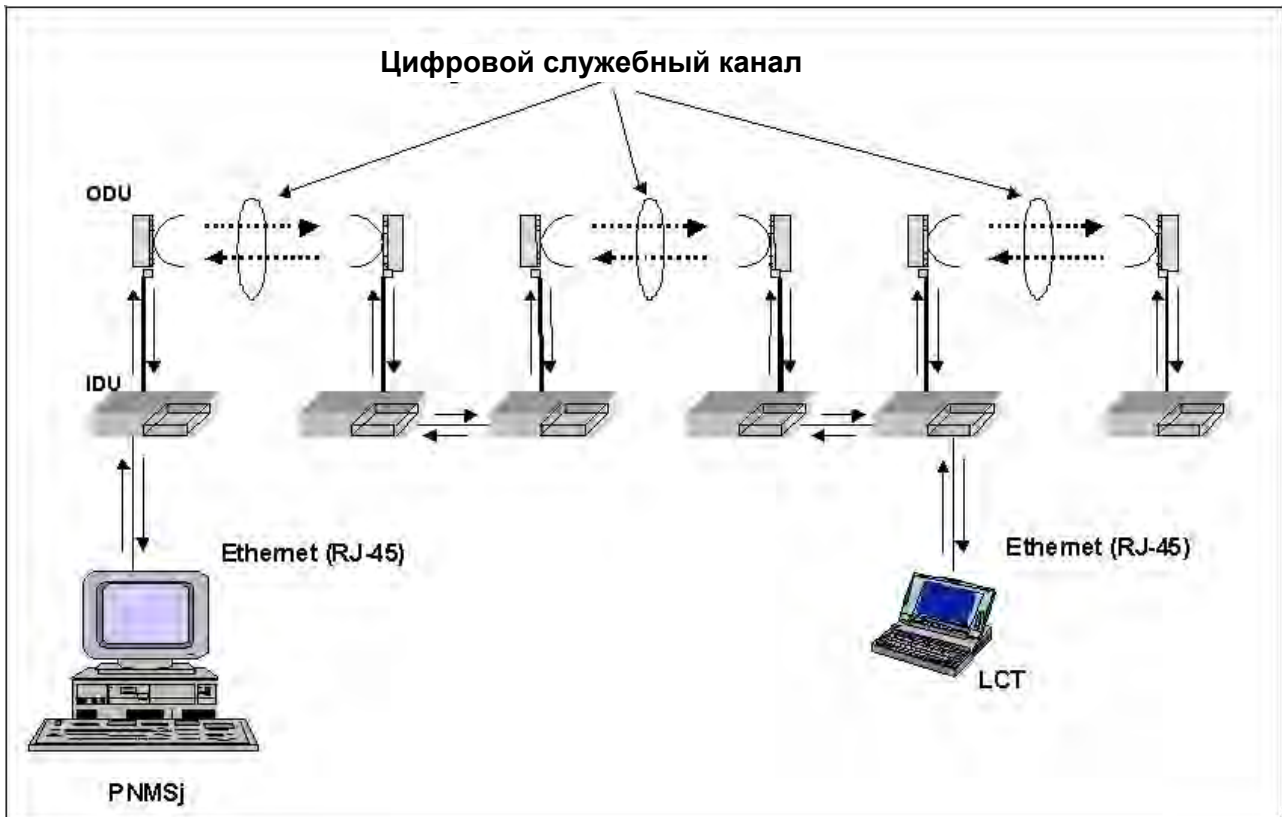 Цифровой служебный канал
ODU
IDU
Ethernet (RJ-45)
Ethernet (RJ-45)
LCT
PNMSj